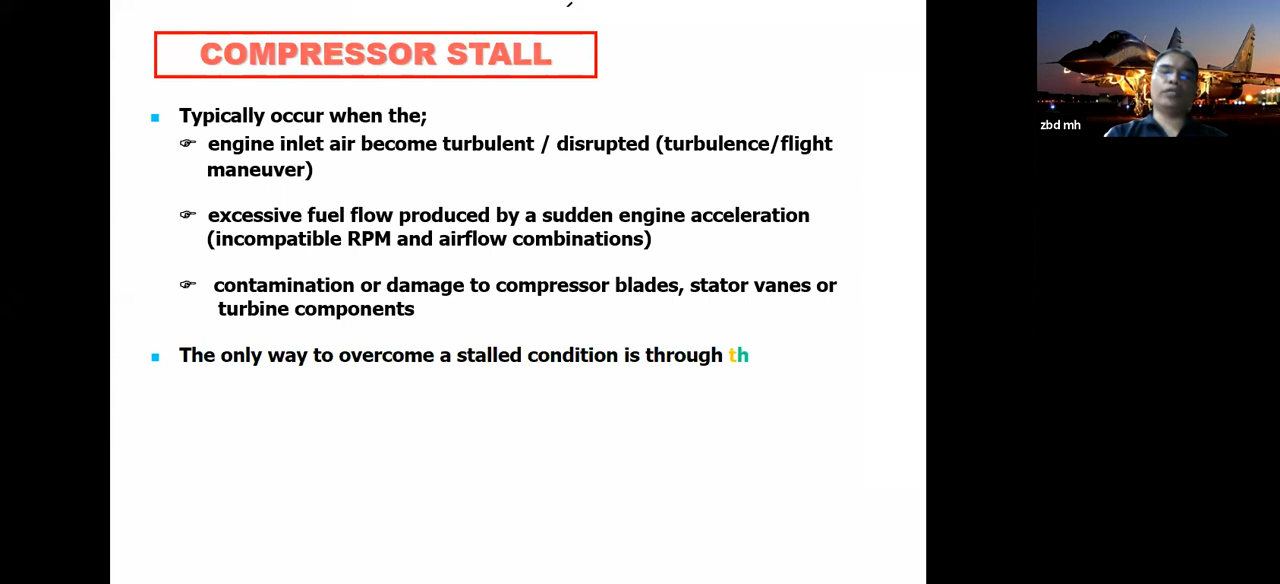 COMPRESSOR STALL
Typically occur when the;
engine inlet air become turbulent / disrupted (turbulence/flight
maneuver)
excessive fuel flow produced by a sudden engine acceleration
(incompatible RPM and airflow combinations)
contamination or damage to compressor blades, stator vanes or
turbine components
The only way to overcome a stalled condition is through th
zbd mh